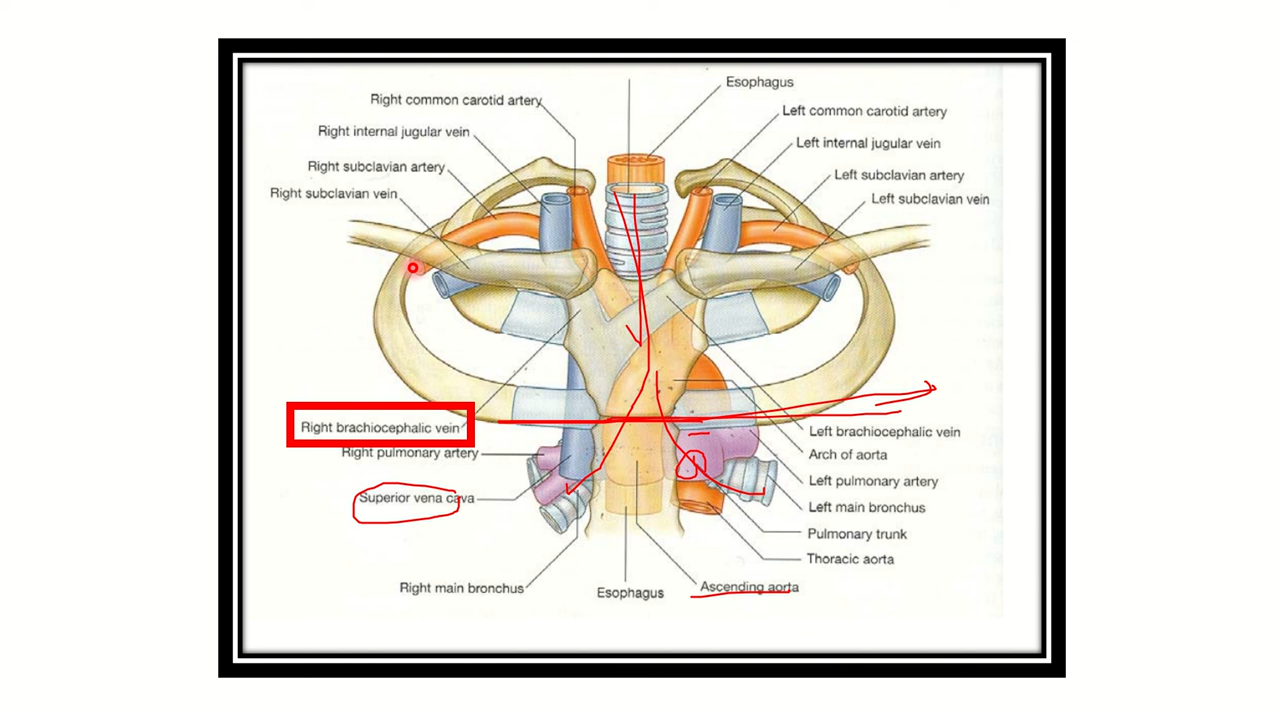 Esophagus
Right common carotid artery
Left common carotid artery
Right internal jugular vein
Left internal jugular vein
Right subclavian artery
Left subclavian artery
Right subclavian vein
Left subclavian vein
Right brachiocephalic vein
Left brachiocephalic vein
Right pulmonary artery
Arch of aorta
Left pulmonary artery
Superior vena cava
Left main bronchus
Pulmonary trunk
Thoracic aorta
Right main bronchus
Esophagus
Ascending aorta